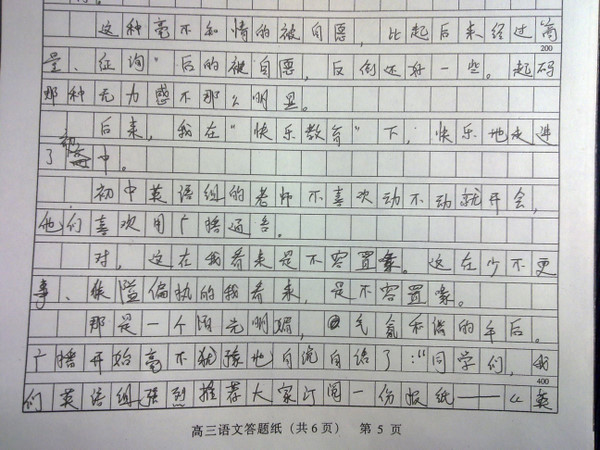 这种毫不知情的被自愿，比起后来经过“商
200
量、征询”后的被自愿，反倒还好一些。起码
那种无力感不那么明显。
后来，我在“快乐教育”下，快乐地走进
了初中。
初中英语组的老师不喜欢动不动就开会，
他们喜欢用广播通告。
对，这在我看来是不容置喙。这在少不更
事、狭隘偏执的我看来，是不容置喙。
那是一个阳光明媚，气氛和谐的午后。
广播开始毫不犹豫地自说自话了：“同学们，我
400
们英语组强烈推荐大家订阅一份报纸——《英
高三语文答题纸（共6页） 第 5 页